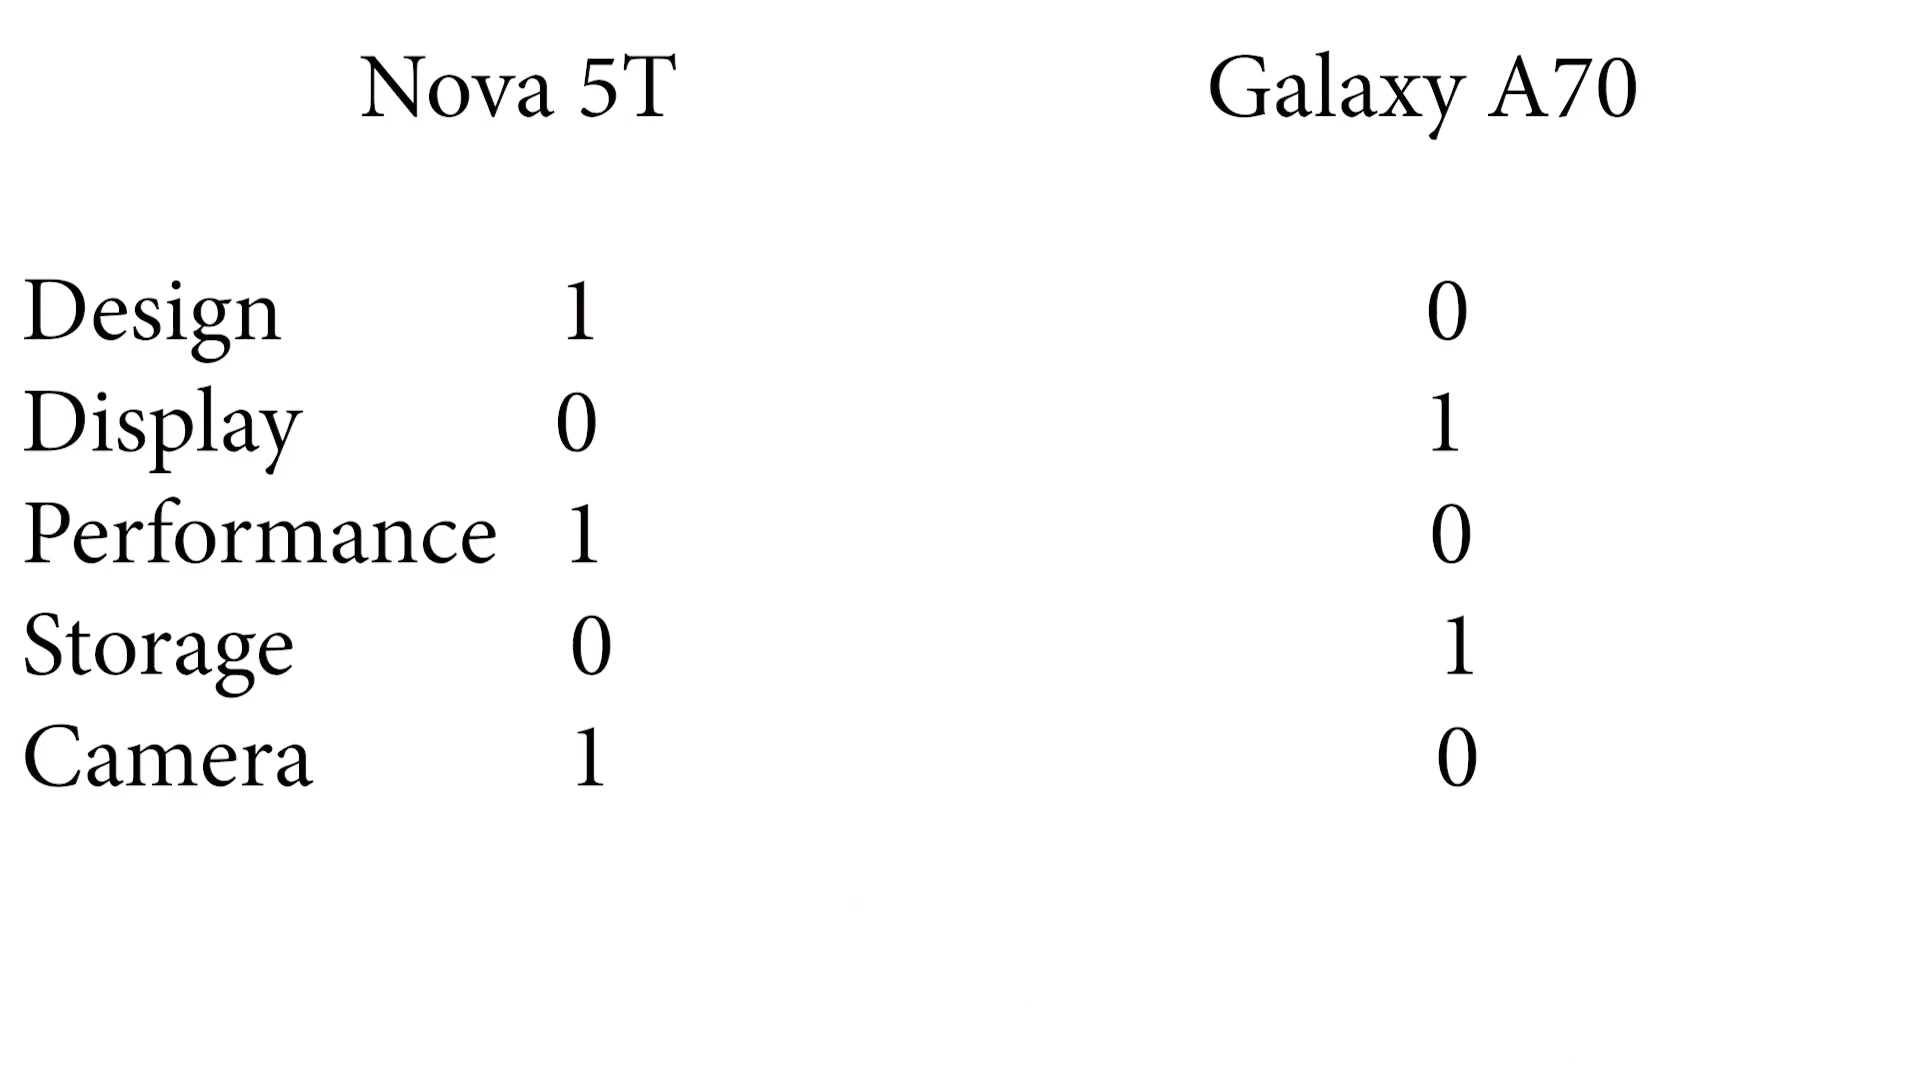 Nova 5T Galaxy A70
Design 1 0
Display 0 1
Performance 1 0
Storage 0 1
Camera 1 0